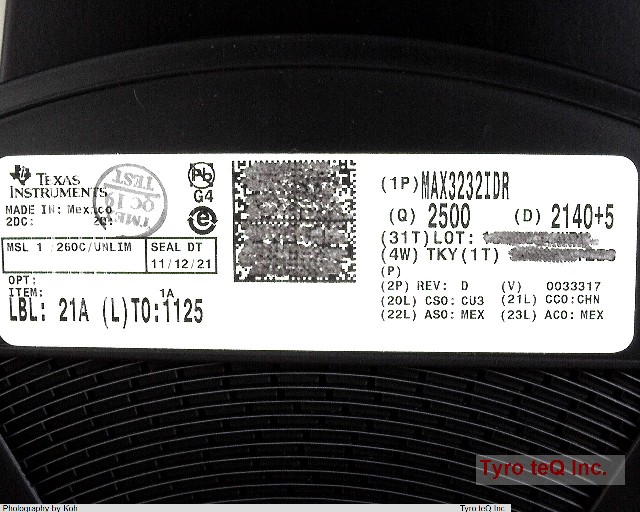 TEXAS
INSTRUMENTS
MADE IN: Mexico
2DC: 2Q:
TEST
Pb
G4
e
MSL 1 /260C/UNLIM SEAL DT
11/12/21
OPT:
ITEM: 1A
LBL: 21A (L)TO:1125
(1P)MAX3232IDR
(Q) 2500 (D) 2140+5
(31T)LOT:
(4W) TKY(1T)
(P)
(2P) REV: D (V) 0033317
(20L) CSO: CU3 (21L) CCO:CHN
(22L) ASO: MEX (23L) ACO: MEX
Tyro teQ Inc.
Photography by Koh Tyro teQ Inc.